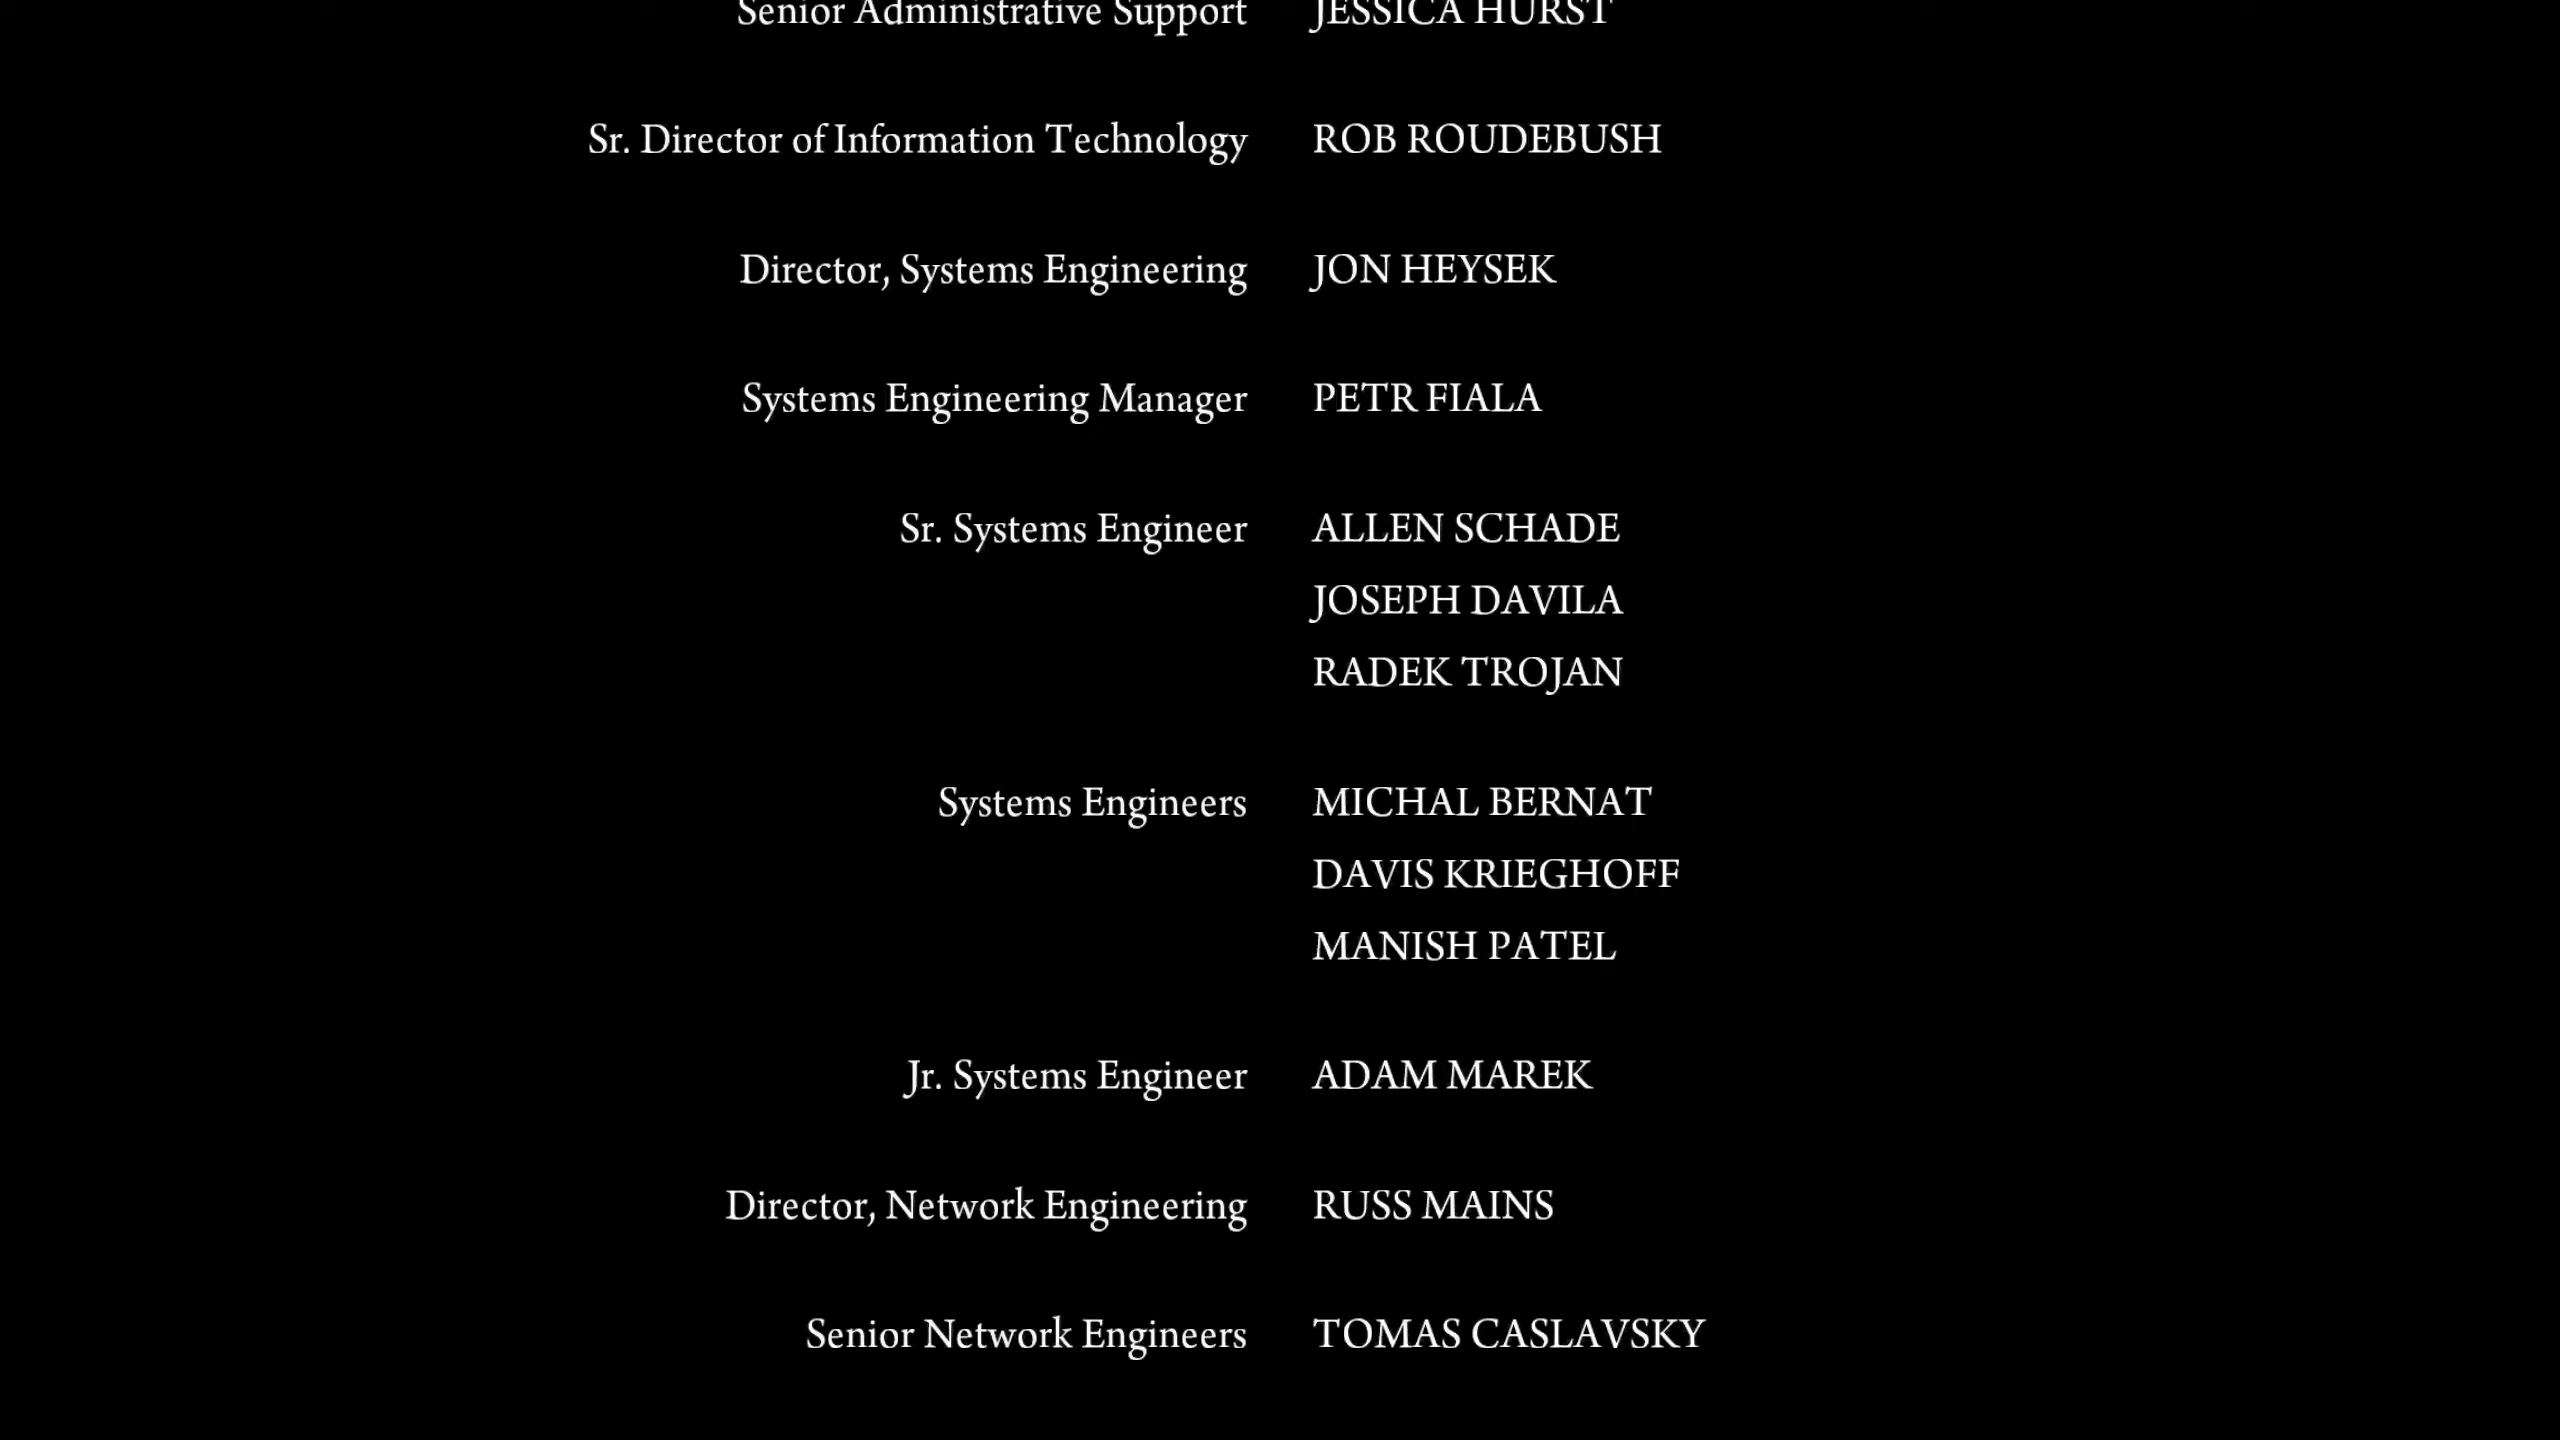 Senior Administrative Support JESSICA HURST
Sr. Director of Information Technology ROB ROUDEBUSH
Director, Systems Engineering JON HEYSEK
Systems Engineering Manager PETR FIALA
Sr. Systems Engineer ALLEN SCHADE
JOSEPH DAVILA
RADEK TROJAN
Systems Engineers MICHAL BERNAT
DAVIS KRIEGHOFF
MANISH PATEL
Jr. Systems Engineer ADAM MAREK
Director, Network Engineering RUSS MAINS
Senior Network Engineers TOMAS CASLAVSKY